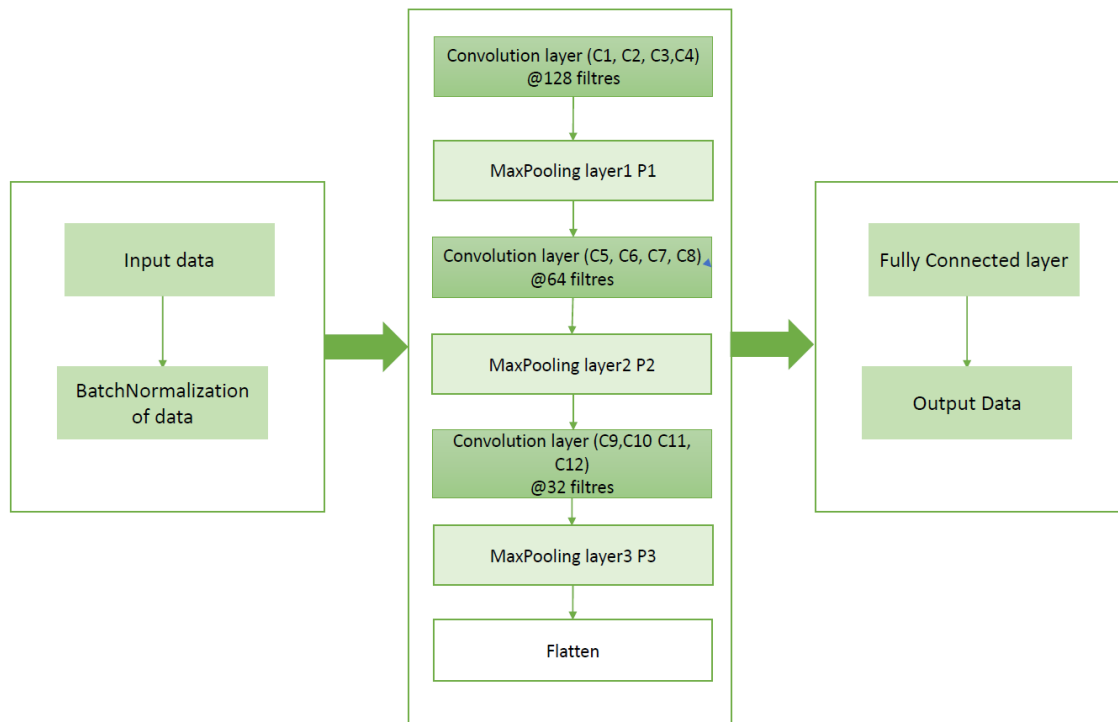 Input data
BatchNormalization
of data
Convolution layer (C1, C2, C3,C4)
@128 filtres
MaxPooling layer1 P1
Convolution layer (C5, C6, C7, C8)
@64 filtres
MaxPooling layer2 P2
Convolution layer (C9,C10 C11,
C12)
@32 filtres
MaxPooling layer3 P3
Flatten
Fully Connected layer
Output Data